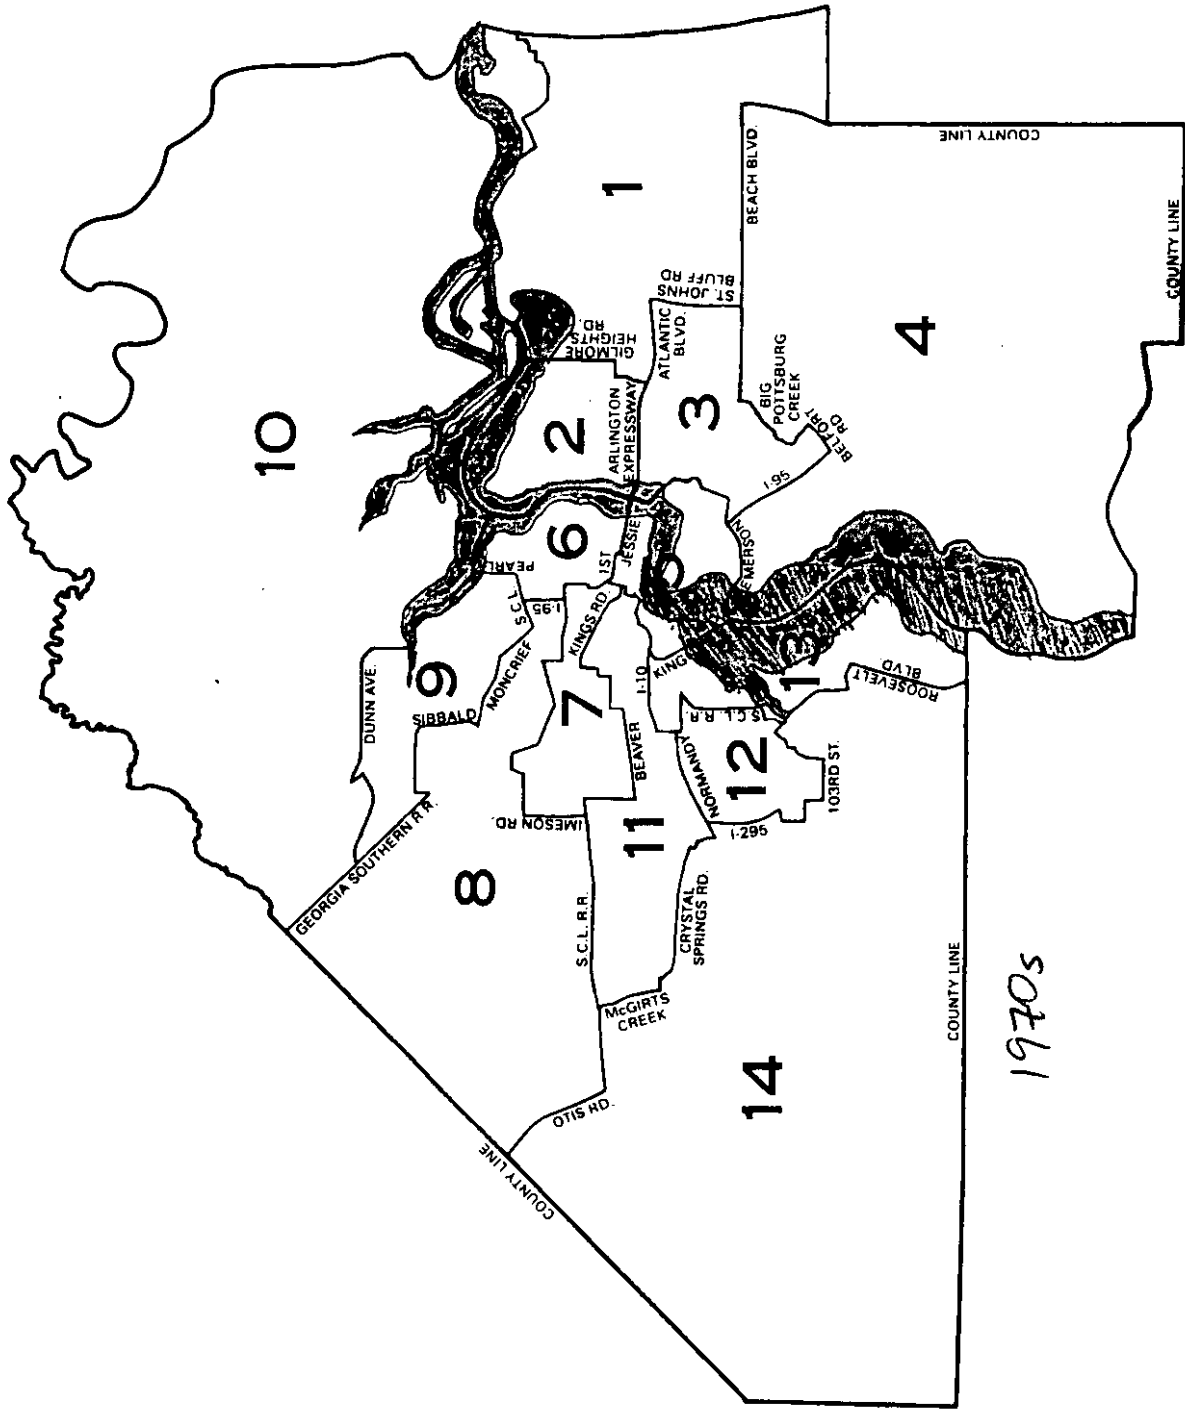 10
1
2
3
4
6
7
8
9
11
12
13
14
DUNN AVE.
SIBBALD
MONCRIEF
S.C.L.
I-95
PEARL
KINGS RD.
1ST
JESSIE
ARLINGTON
EXPRESSWAY
GILMORE
HEIGHTS
RD.
ATLANTIC
BLVD.
ST. JOHNS
BLUFF RD
BEACH BLVD.
COUNTY LINE
COUNTY LINE
BIG
POTTSBURG
CREEK
BELFORT
RD
I-95
EMERSON
KING
I-10
BEAVER
IMESON RD.
GEORGIA SOUTHERN R.R.
S.C.L. R.R.
McGIRTS
CREEK
CRYSTAL
SPRINGS RD.
NORMANDY
S.C.L. R.R.
I-295
103RD ST.
ROOSEVELT
BLVD.
OTIS RD.
COUNTY LINE
COUNTY LINE
1970s